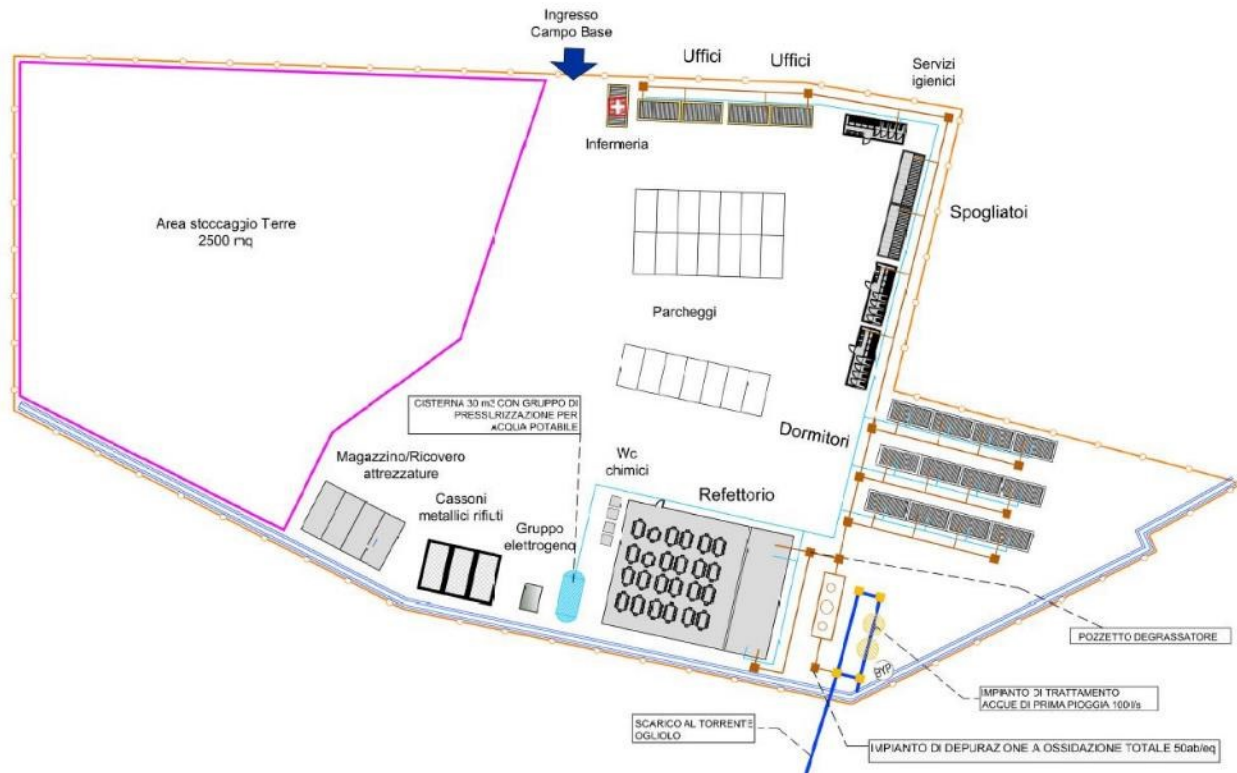 Ingresso
Campo Base
Uffici
Uffici
Servizi
igienici
Infermeria
Area stoccaggio Terre
2500 mq
Spogliatoi
Parcheggi
CISTERNA 30 m3 CON GRUPPO DI
PRESSURIZZAZIONE PER
ACQUA POTABILE
Dormitori
Magazzino/Ricovero
attrezzature
Wc
chimici
Cassoni
metallici rifiuti
Refettorio
Gruppo
elettrogeno
POZZETTO DEGRASSATORE
BYP
IMPIANTO DI TRATTAMENTO
ACQUE DI PRIMA PIOGGIA 100 l/s
SCARICO AL TORRENTE
OGLIOLO
IMPIANTO DI DEPURAZIONE A OSSIDAZIONE TOTALE 50ab/eq